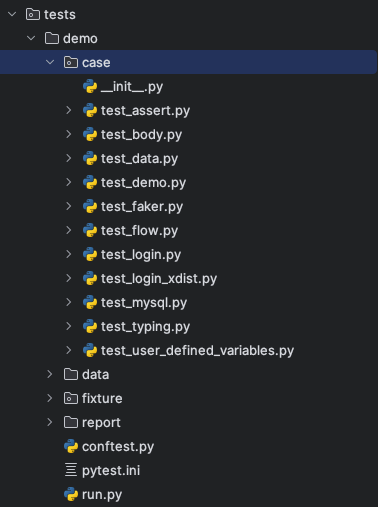 tests
demo
case
__init__.py
test_assert.py
test_body.py
test_data.py
test_demo.py
test_faker.py
test_flow.py
test_login.py
test_login_xdist.py
test_mysql.py
test_typing.py
test_user_defined_variables.py
data
fixture
report
conftest.py
pytest.ini
run.py